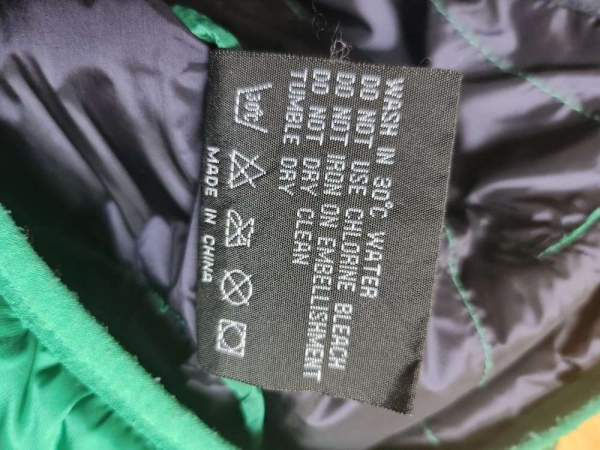 WASH IN 30°C WATER
DO NOT USE CHLORINE BLEACH
DO NOT IRON ON EMBELLISHMENT
DO NOT DRY CLEAN
TUMBLE DRY
30°C
MADE IN CHINA